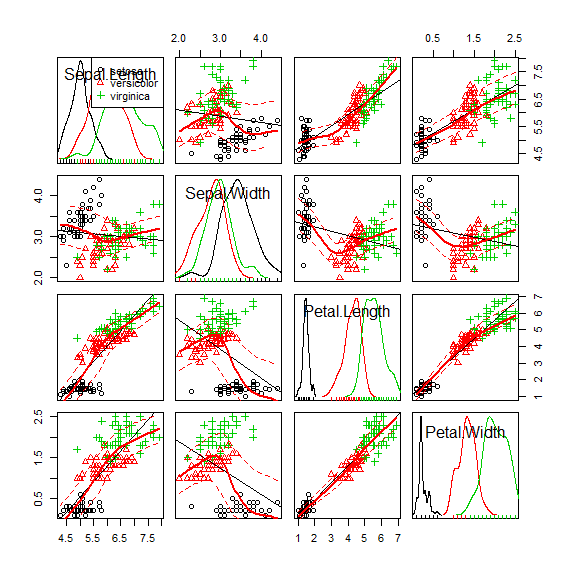 2.0 3.0 4.0
0.5 1.5 2.5
Sepal.Length
setosa
versicolor
virginica
4.5 5.5 6.5 7.5
2.0 3.0 4.0
Sepal.Width
Petal.Length
1 2 3 4 5 6 7
0.5 1.5 2.5
Petal.Width
4.5 5.5 6.5 7.5
1 2 3 4 5 6 7